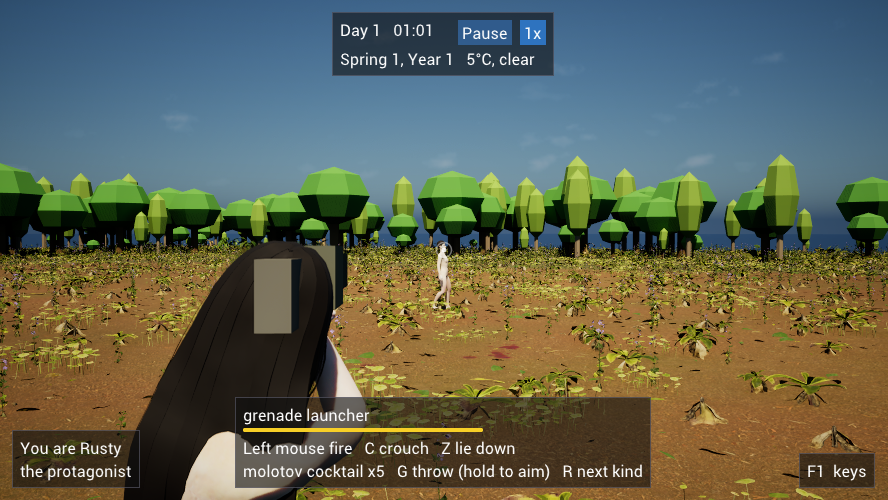 Day 1 01:01 Pause 1x
Spring 1, Year 1 5°C, clear
grenade launcher
Left mouse fire C crouch Z lie down
molotov cocktail x5 G throw (hold to aim) R next kind
You are Rusty
the protagonist
F1 keys